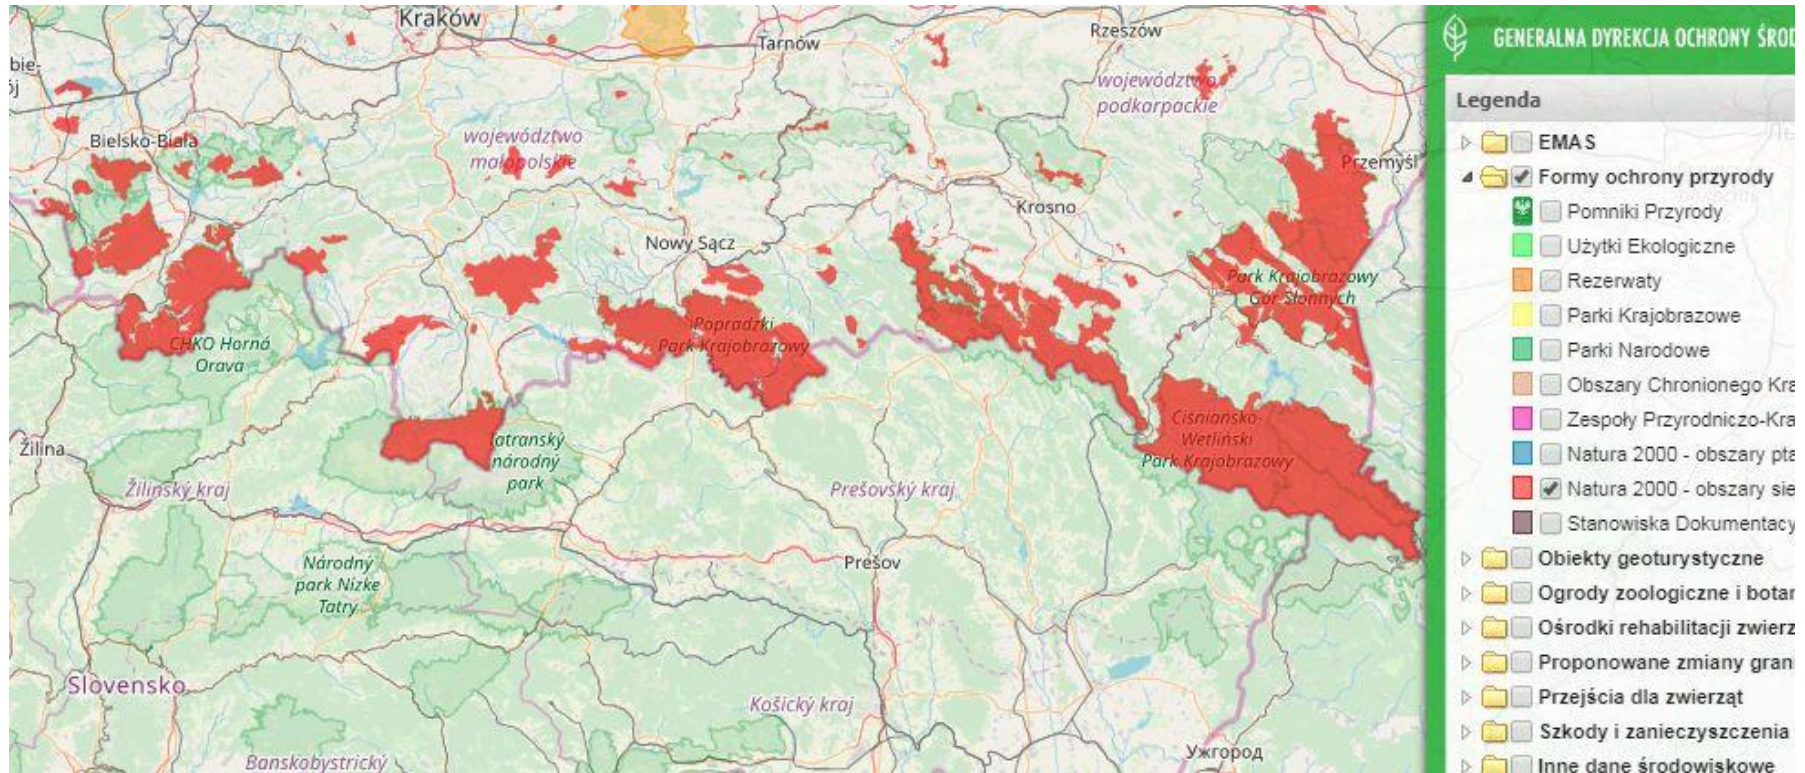 Kraków
Tarnów
Rzeszów
bie-
Bielsko-Biała
województwo
małopolskie
województwo
podkarpackie
Przemyśl
Krosno
Nowy Sącz
Park Krajobrazowy
Gór Słonnych
Popradzki
Park Krajobrazowy
CHKO Horná
Orava
Ciśniańsko-
Wetliński
Park Krajobrazowy
Tatranský
národný
park
Žilina
Žilinský kraj
Prešovský kraj
Národný
park Nízke
Tatry
Prešov
Slovensko
Košický kraj
Banskobystrický
Ужгород
GENERALNA DYREKCJA OCHRONY ŚROD
Legenda
EMAS
Formy ochrony przyrody
Pomniki Przyrody
Użytki Ekologiczne
Rezerwaty
Parki Krajobrazowe
Parki Narodowe
Obszary Chronionego Kra
Zespoły Przyrodniczo-Kra
Natura 2000 - obszary pta
Natura 2000 - obszary sie
Stanowiska Dokumentacy
Obiekty geoturystyczne
Ogrody zoologiczne i botan
Ośrodki rehabilitacji zwierz
Proponowane zmiany grani
Przejścia dla zwierząt
Szkody i zanieczyszczenia
Inne dane środowiskowe